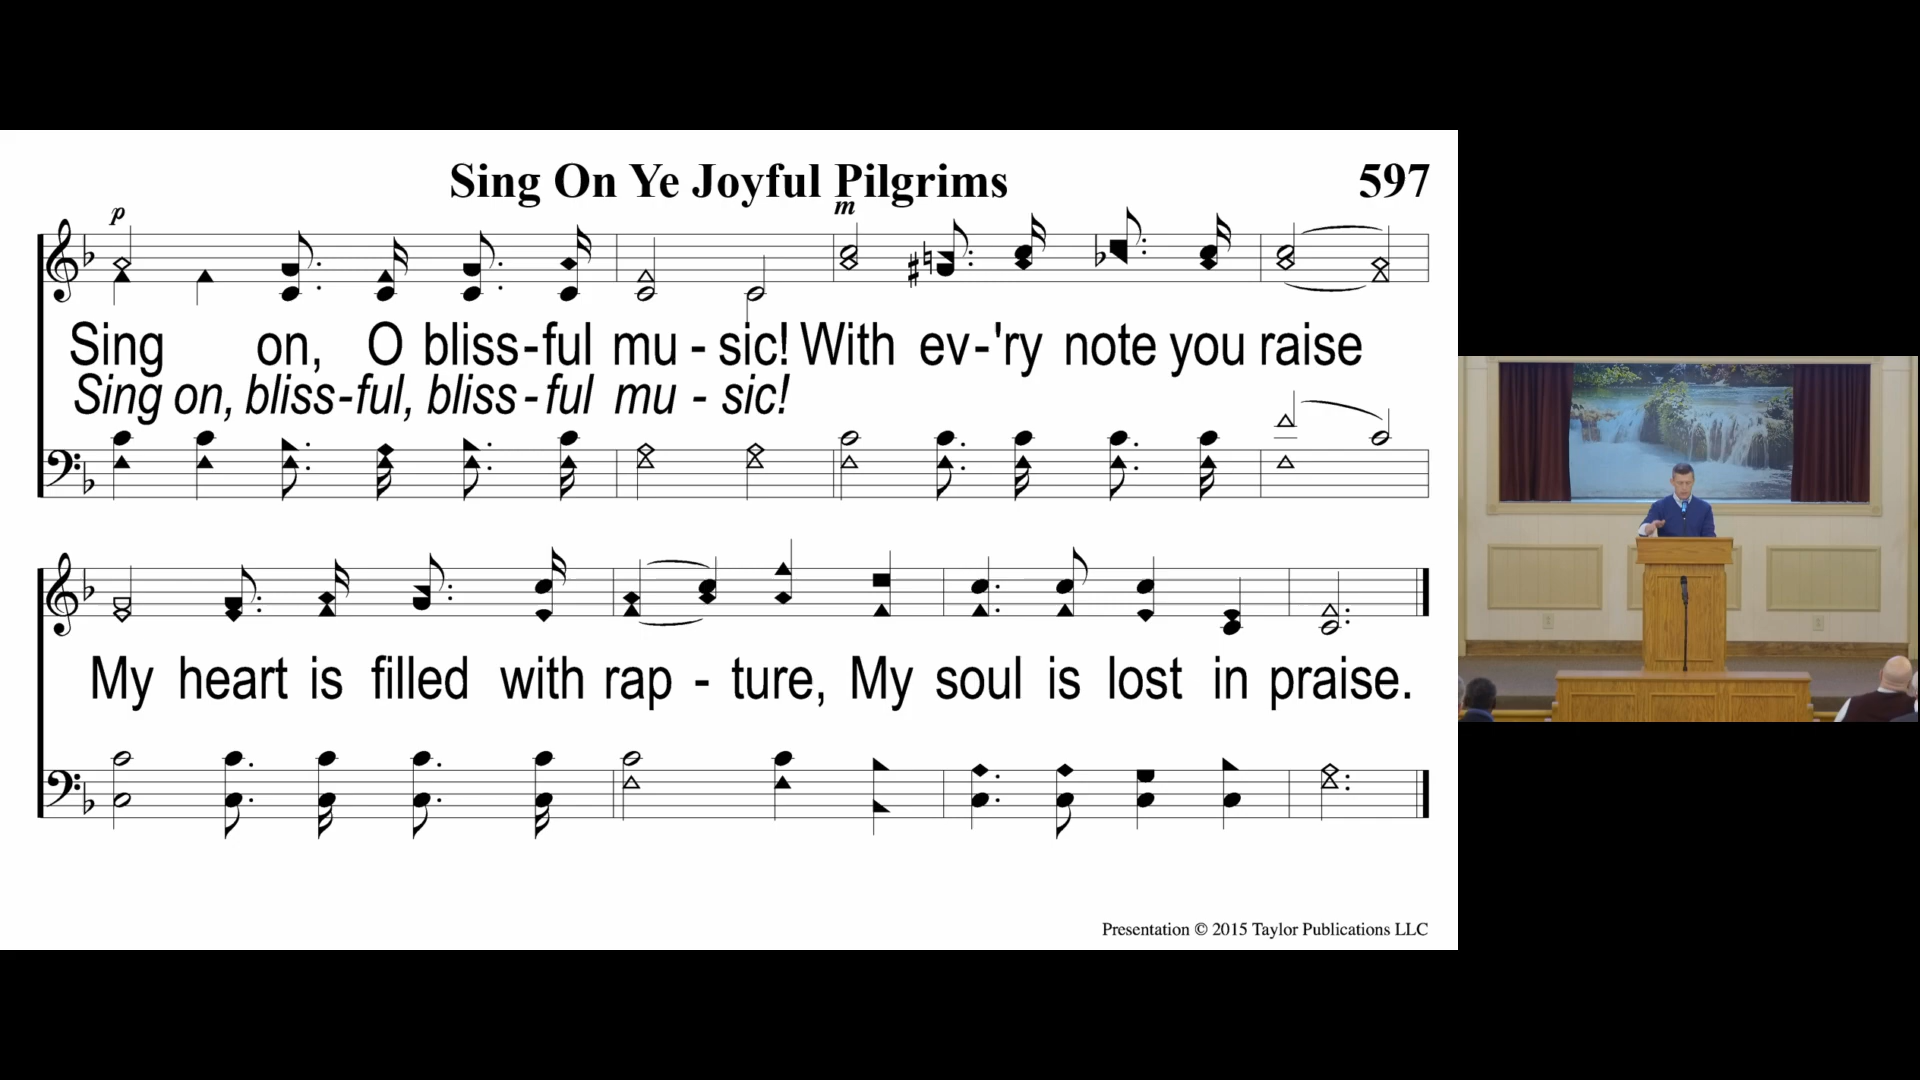 Sing On Ye Joyful Pilgrims
597
p
m
Sing on, O bliss-ful mu - sic! With ev-'ry note you raise
Sing on, bliss-ful, bliss - ful mu - sic!
My heart is filled with rap - ture, My soul is lost in praise.
Presentation © 2015 Taylor Publications LLC